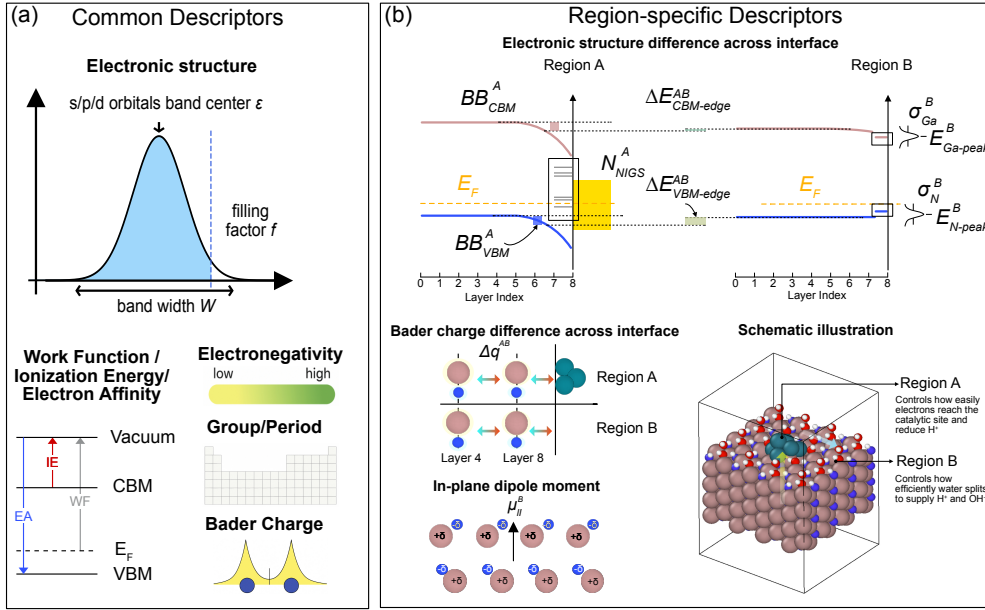 (a)
Common Descriptors
Electronic structure
s/p/d orbitals band center ε
filling
factor f
band width W
Work Function /
Ionization Energy/
Electron Affinity
Vacuum
IE
WF
CBM
EA
E_F
VBM
Electronegativity
low
high
Group/Period
Bader Charge
(b)
Region-specific Descriptors
Electronic structure difference across interface
Region A
Region B
BB^A_CBM
ΔE^AB_CBM-edge
σ^B_Ga
E^B_Ga-peak
N^A_NIGS
E_F
ΔE^AB_VBM-edge
E_F
σ^B_N
E^B_N-peak
BB^A_VBM
0 1 2 3 4 5 6 7 8
Layer Index
0 1 2 3 4 5 6 7 8
Layer Index
Bader charge difference across interface
Δq^AB
Region A
Region B
Layer 4
Layer 8
In-plane dipole moment
μ^B_II
-δ -δ -δ -δ
+δ +δ +δ +δ
-δ -δ -δ -δ
+δ +δ +δ +δ
Schematic illustration
Region A
Controls how easily
electrons reach the
catalytic site and
reduce H⁺
Region B
Controls how
efficiently water splits
to supply H⁺ and OH⁻